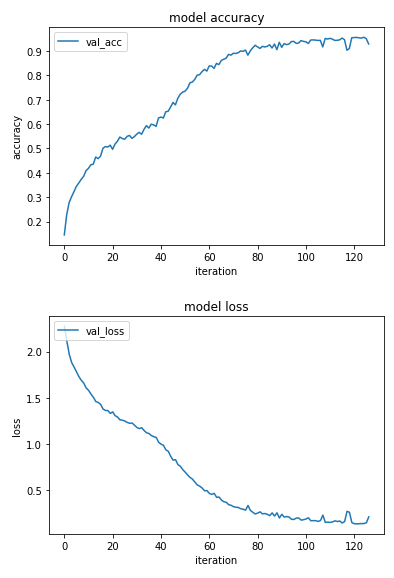 model accuracy
val_acc
0.9
0.8
0.7
0.6
0.5
0.4
0.3
0.2
accuracy
0 20 40 60 80 100 120
iteration
model loss
val_loss
2.0
1.5
1.0
0.5
loss
0 20 40 60 80 100 120
iteration